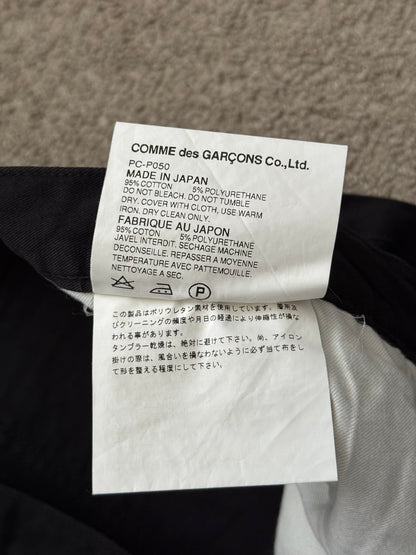 COMME des GARÇONS Co.,Ltd.
PC-P050
MADE IN JAPAN
95% COTTON 5% POLYURETHANE
DO NOT BLEACH. DO NOT TUMBLE
DRY. COVER WITH CLOTH, USE WARM
IRON. DRY CLEAN ONLY.
FABRIQUE AU JAPON
95% COTON 5% POLYURETHANE
JAVEL INTERDIT. SECHAGE MACHINE
DECONSEILLE. REPASSER A MOYENNE
TEMPERATURE AVEC PATTEMOUILLE.
NETTOYAGE A SEC.
P
この製品はポリウレタン素材を使用しています。着用及
びクリーニングの頻度や月日の経過により伸縮性が損な
われる事があります。
タンブラー乾燥は、絶対に避けて下さい。尚、アイロン
掛けの際は、風合いを損なわないように必ず当て布をし
て形を整える程度にして下さい。